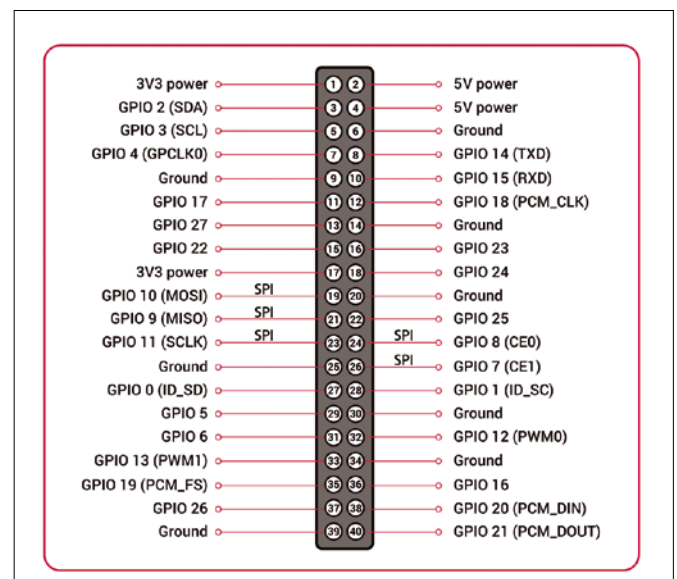 3V3 power 1 2 5V power
GPIO 2 (SDA) 3 4 5V power
GPIO 3 (SCL) 5 6 Ground
GPIO 4 (GPCLK0) 7 8 GPIO 14 (TXD)
Ground 9 10 GPIO 15 (RXD)
GPIO 17 11 12 GPIO 18 (PCM_CLK)
GPIO 27 13 14 Ground
GPIO 22 15 16 GPIO 23
3V3 power 17 18 GPIO 24
GPIO 10 (MOSI) SPI 19 20 Ground
GPIO 9 (MISO) SPI 21 22 GPIO 25
GPIO 11 (SCLK) SPI 23 24 SPI GPIO 8 (CE0)
Ground 25 26 SPI GPIO 7 (CE1)
GPIO 0 (ID_SD) 27 28 GPIO 1 (ID_SC)
GPIO 5 29 30 Ground
GPIO 6 31 32 GPIO 12 (PWM0)
GPIO 13 (PWM1) 33 34 Ground
GPIO 19 (PCM_FS) 35 36 GPIO 16
GPIO 26 37 38 GPIO 20 (PCM_DIN)
Ground 39 40 GPIO 21 (PCM_DOUT)